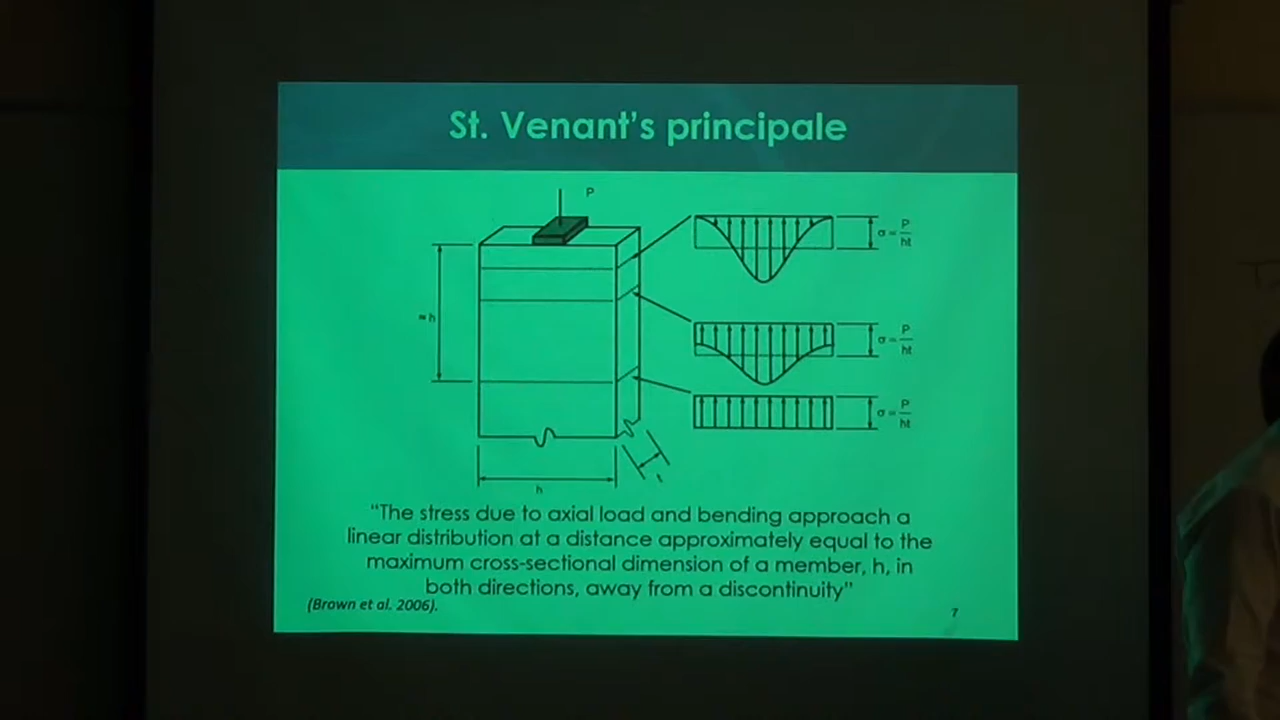 St. Venant's principale
P
σ = P/ht
≈ h
σ = P/ht
σ = P/ht
h
"The stress due to axial load and bending approach a
linear distribution at a distance approximately equal to the
maximum cross-sectional dimension of a member, h, in
both directions, away from a discontinuity"
(Brown et al. 2006).
7